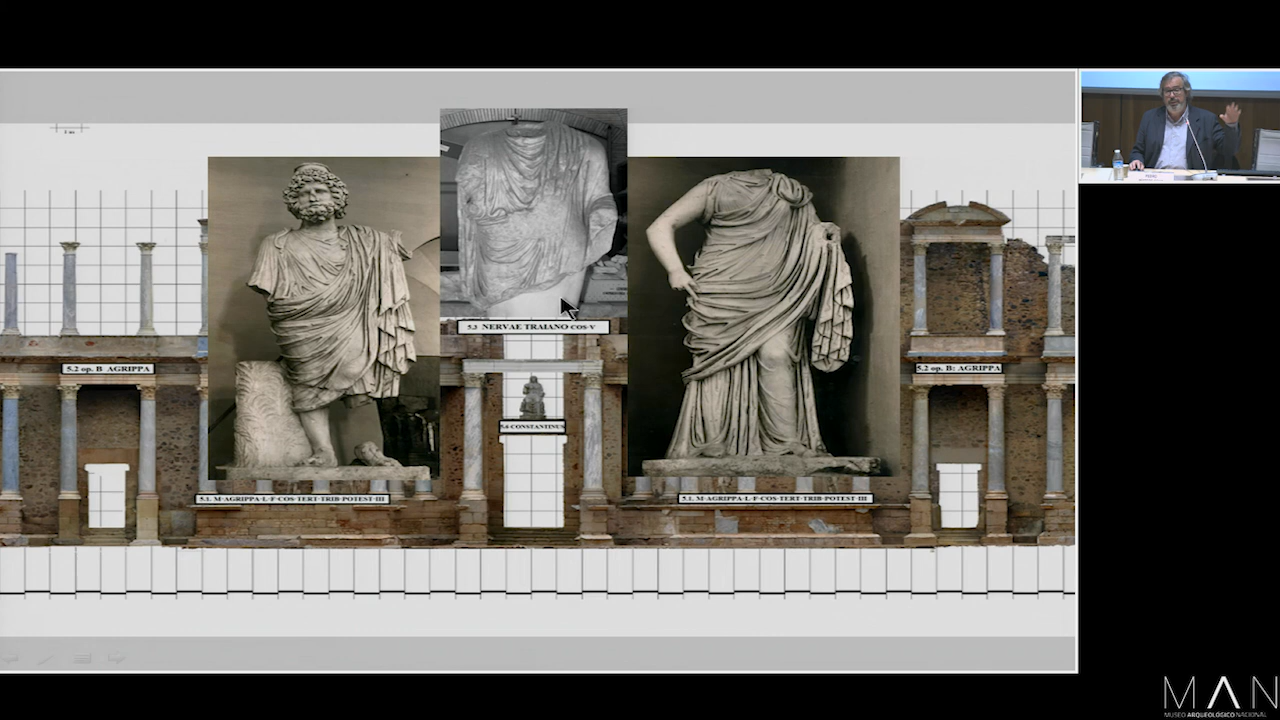 5.3 NERVAE TRAIANO COS-V
5.2 op. B AGRIPPA
5.2 op. B: AGRIPPA
5.6 CONSTANTINUS
5.1. M·AGRIPPA·L·F·COS·TERT·TRIB·POTEST·III
5.1. M·AGRIPPA·L·F·COS·TERT·TRIB·POTEST·III
MAN
MUSEO ARQUEOLÓGICO NACIONAL